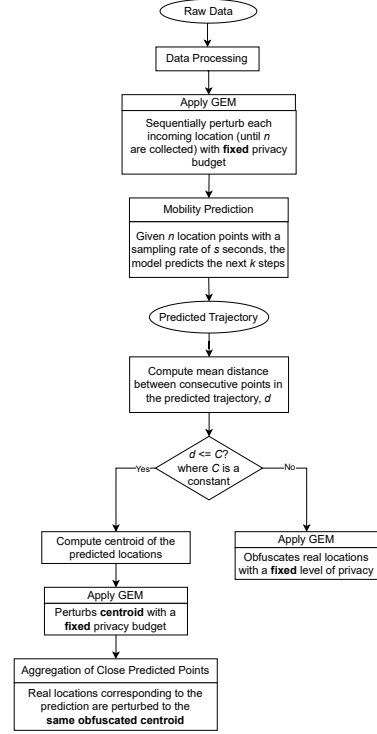 Raw Data
Data Processing
Apply GEM
Sequentially perturb each
incoming location (until n
are collected) with fixed privacy
budget
Mobility Prediction
Given n location points with a
sampling rate of s seconds, the
model predicts the next k steps
Predicted Trajectory
Compute mean distance
between consecutive points in
the predicted trajectory, d
d <= C?
where C is a
constant
Yes
No
Compute centroid of the
predicted locations
Apply GEM
Obfuscates real locations
with a fixed level of privacy
Apply GEM
Perturbs centroid with a
fixed privacy budget
Aggregation of Close Predicted Points
Real locations corresponding to the
prediction are perturbed to the
same obfuscated centroid